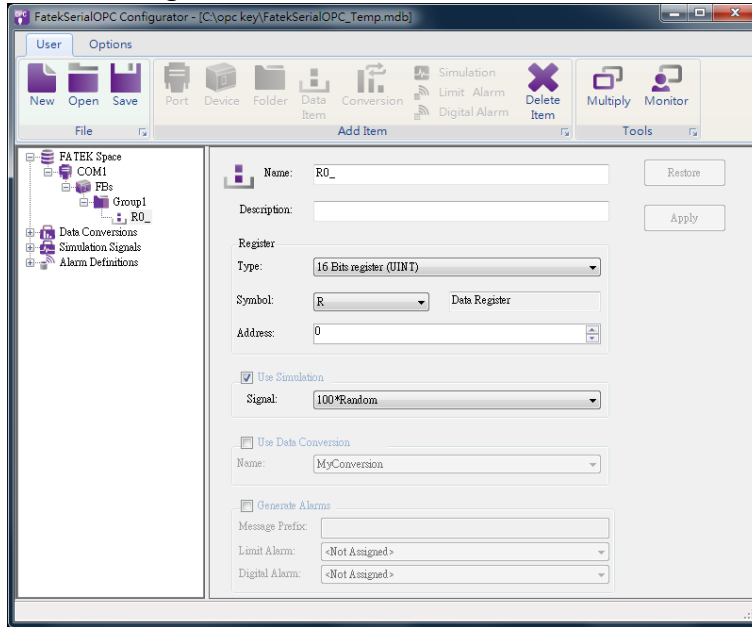 FatekSerialOPC Configurator - [C:\opc key\FatekSerialOPC_Temp.mdb]
User Options
New Open Save Port Device Folder Data Item Conversion Simulation Limit Alarm Digital Alarm Delete Item Multiply Monitor
File Add Item Tools
FATEK Space
COM1
FBs
Group1
R0_
Data Conversions
Simulation Signals
Alarm Definitions
Name: R0_ Restore
Description: Apply
Register
Type: 16 Bits register (UINT)
Symbol: R Data Register
Address: 0
Use Simulation
Signal: 100*Random
Use Data Conversion
Name: MyConversion
Generate Alarms
Message Prefix:
Limit Alarm: <Not Assigned>
Digital Alarm: <Not Assigned>